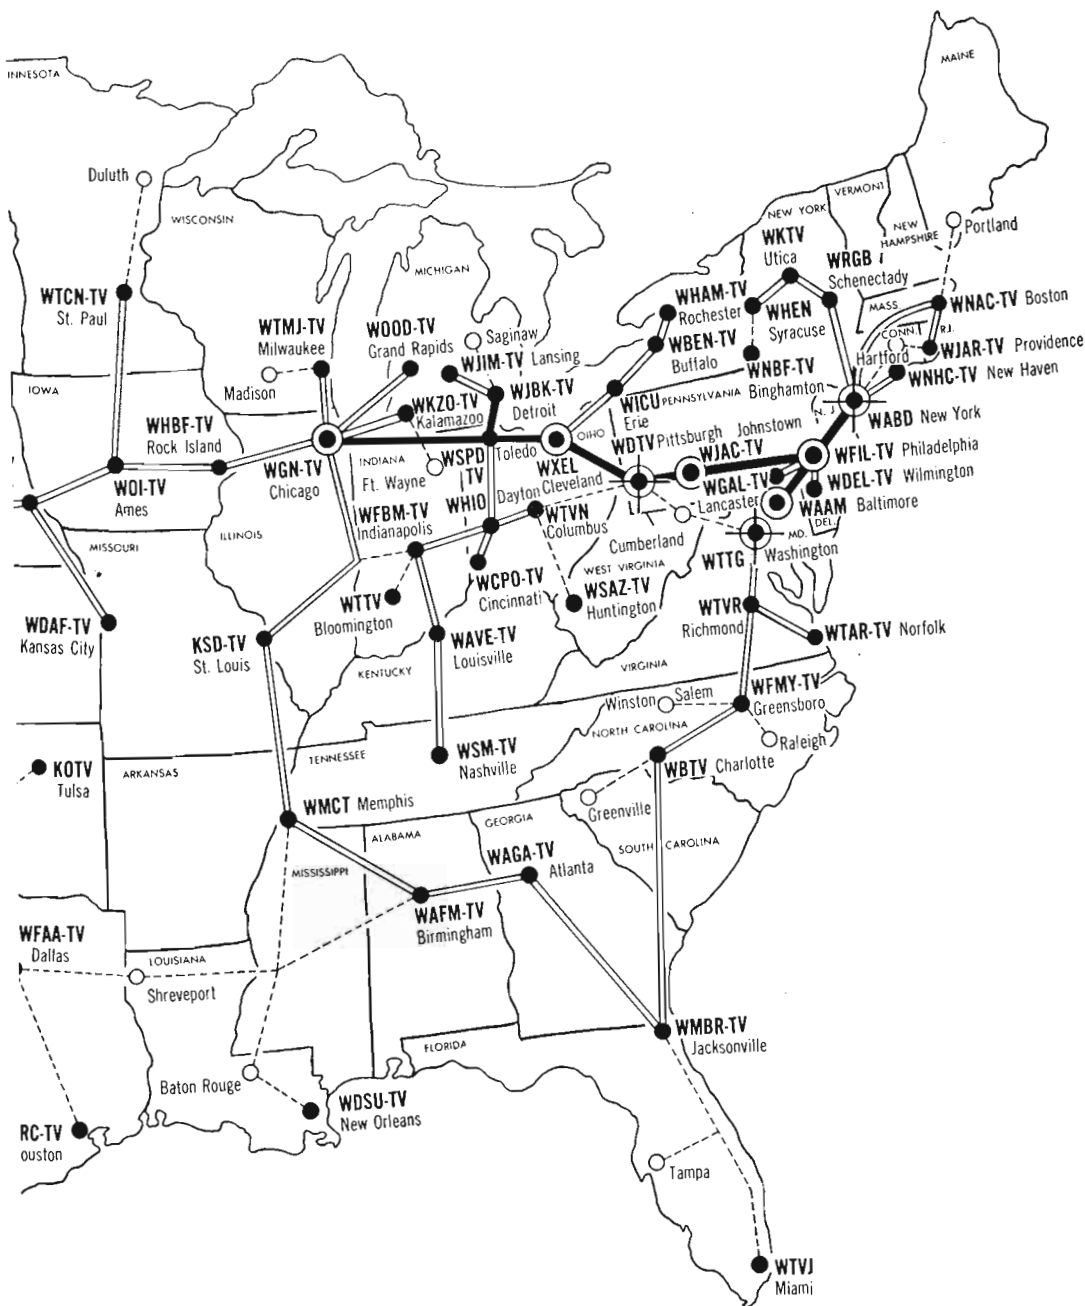 MAINE
INNESOTA
Duluth
WISCONSIN
VERMONT
NEW YORK
NEW
HAMPSHIRE
Portland
WKTV
Utica
WRGB
Schenectady
MICHIGAN
WTCN-TV
St. Paul
WTMJ-TV
Milwaukee
WOOD-TV
Grand Rapids
Saginaw
WHAM-TV
Rochester
WHEN
Syracuse
MASS.
WNAC-TV Boston
CONN.
R.I.
Hartford
WJAR-TV Providence
WNHC-TV New Haven
WJIM-TV Lansing
WBEN-TV
Buffalo
WNBF-TV
Binghamton
Madison
IOWA
WJBK-TV
Detroit
WICU
Erie
PENNSYLVANIA
N. J.
WABD New York
WHBF-TV
Rock Island
WKZO-TV
Kalamazoo
OIHO
WDTV Pittsburgh
Johnstown
WJAC-TV
WFIL-TV Philadelphia
WGN-TV
Chicago
INDIANA
Ft. Wayne
WSPD
TV
Toledo
WXEL
Cleveland
WGAL-TV
Lancaster
WDEL-TV Wilmington
WOI-TV
Ames
WAAM Baltimore
DEL.
WHIO
Dayton
WTVN
Columbus
WFBM-TV
Indianapolis
MISSOURI
ILLINOIS
Cumberland
MD.
WTTG
Washington
WEST VIRGINIA
WCPO-TV
Cincinnati
WSAZ-TV
Huntington
WTTV
Bloomington
WTVR
Richmond
WDAF-TV
Kansas City
KSD-TV
St. Louis
WAVE-TV
Louisville
WTAR-TV Norfolk
KENTUCKY
VIRGINIA
WFMY-TV
Greensboro
Winston Salem
NORTH CAROLINA
Raleigh
KOTV
Tulsa
ARKANSAS
TENNESSEE
WSM-TV
Nashville
WBTV Charlotte
WMCT Memphis
Greenville
ALABAMA
GEORGIA
SOUTH CAROLINA
MISSISSIPPI
WAGA-TV
Atlanta
WAFM-TV
Birmingham
WFAA-TV
Dallas
LOUISIANA
Shreveport
WMBR-TV
Jacksonville
FLORIDA
Baton Rouge
WDSU-TV
New Orleans
RC-TV
ouston
Tampa
WTVJ
Miami